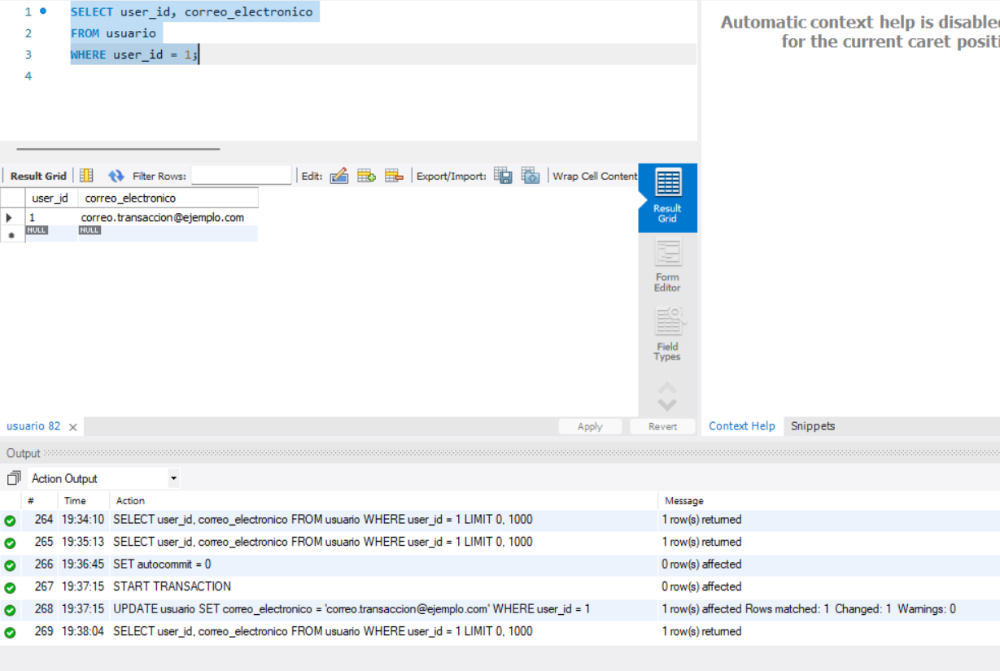 1 SELECT user_id, correo_electronico
2 FROM usuario
3 WHERE user_id = 1;
4
Automatic context help is disabled
for the current caret positi
Result Grid Filter Rows: Edit: Export/Import: Wrap Cell Content
user_id correo_electronico
1 correo.transaccion@ejemplo.com
NULL NULL
Result
Grid
Form
Editor
Field
Types
usuario 82 Apply Revert Context Help Snippets
Output
Action Output
# Time Action Message
264 19:34:10 SELECT user_id, correo_electronico FROM usuario WHERE user_id = 1 LIMIT 0, 1000 1 row(s) returned
265 19:35:13 SELECT user_id, correo_electronico FROM usuario WHERE user_id = 1 LIMIT 0, 1000 1 row(s) returned
266 19:36:45 SET autocommit = 0 0 row(s) affected
267 19:37:15 START TRANSACTION 0 row(s) affected
268 19:37:15 UPDATE usuario SET correo_electronico = 'correo.transaccion@ejemplo.com' WHERE user_id = 1 1 row(s) affected Rows matched: 1 Changed: 1 Warnings: 0
269 19:38:04 SELECT user_id, correo_electronico FROM usuario WHERE user_id = 1 LIMIT 0, 1000 1 row(s) returned